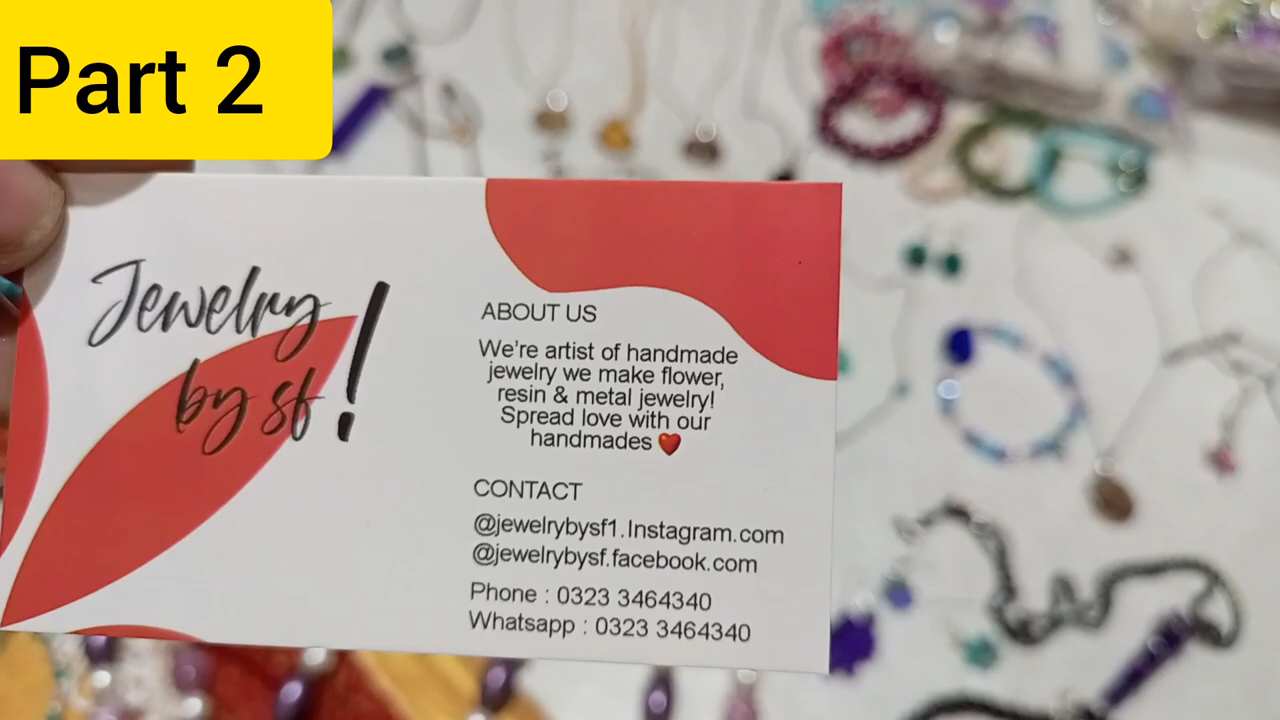 Part 2
Jewelry
by sf!
ABOUT US
We're artist of handmade
jewelry we make flower,
resin & metal jewelry!
Spread love with our
handmades ❤️
CONTACT
@jewelrybysf1.Instagram.com
@jewelrybysf.facebook.com
Phone : 0323 3464340
Whatsapp : 0323 3464340